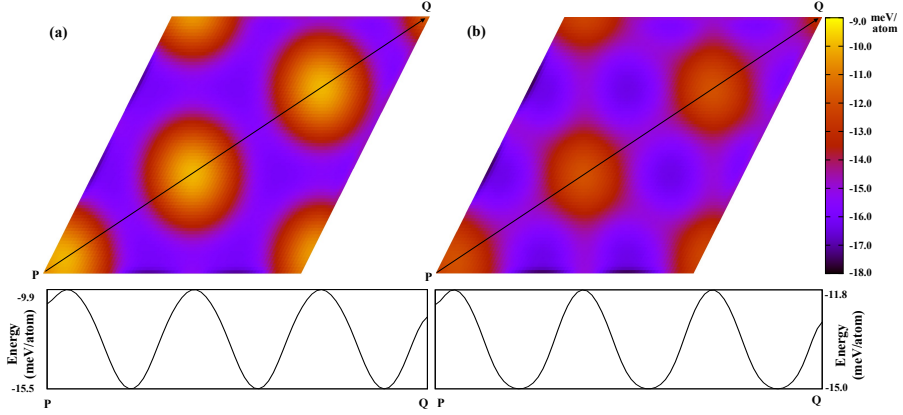 Q
Q
meV/
atom
(a)
(b)
-9.0
-10.0
-11.0
-12.0
-13.0
-14.0
-15.0
-16.0
-17.0
-18.0
P
P
-9.9
-15.5
Energy
(meV/atom)
-11.8
-15.0
Energy
(meV/atom)
P
Q
P
Q